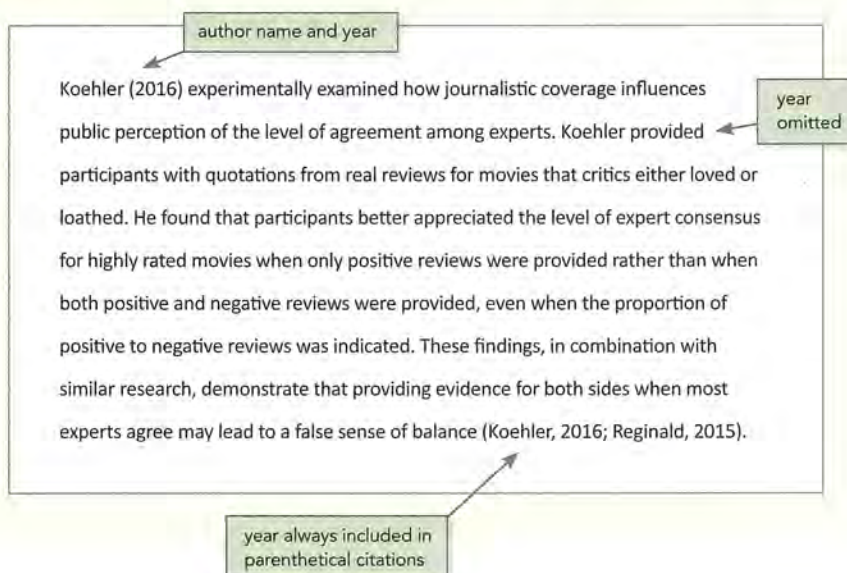 author name and year
Koehler (2016) experimentally examined how journalistic coverage influences
public perception of the level of agreement among experts. Koehler provided
year
omitted
participants with quotations from real reviews for movies that critics either loved or
loathed. He found that participants better appreciated the level of expert consensus
for highly rated movies when only positive reviews were provided rather than when
both positive and negative reviews were provided, even when the proportion of
positive to negative reviews was indicated. These findings, in combination with
similar research, demonstrate that providing evidence for both sides when most
experts agree may lead to a false sense of balance (Koehler, 2016; Reginald, 2015).
year always included in
parenthetical citations